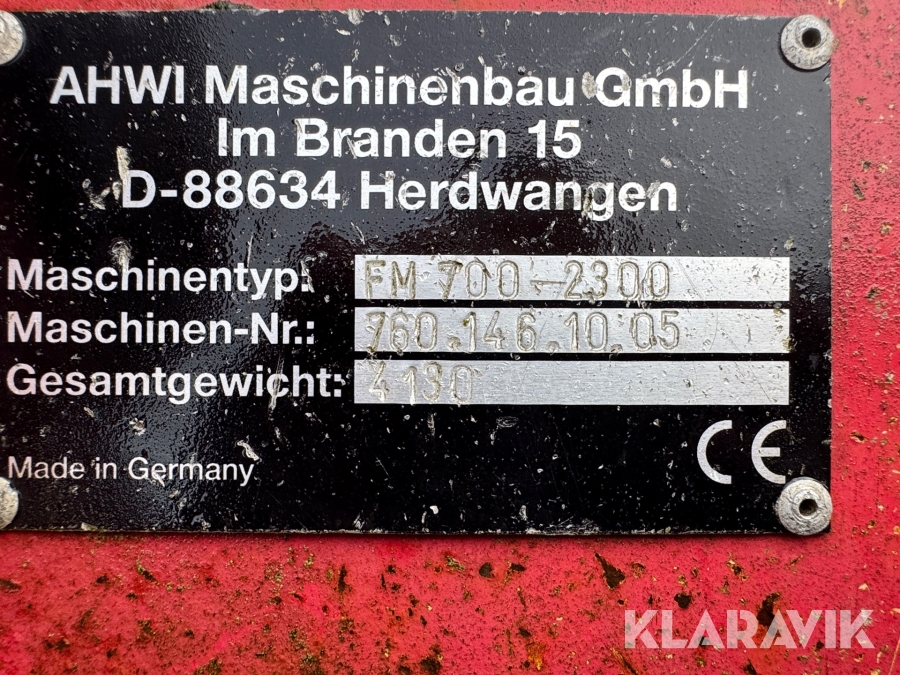 AHWI Maschinenbau GmbH
Im Branden 15
D-88634 Herdwangen
Maschinentyp: FM 700-2300
Maschinen-Nr.: 760.146.10.05
Gesamtgewicht: 4130
Made in Germany
CE
KLARAVIK